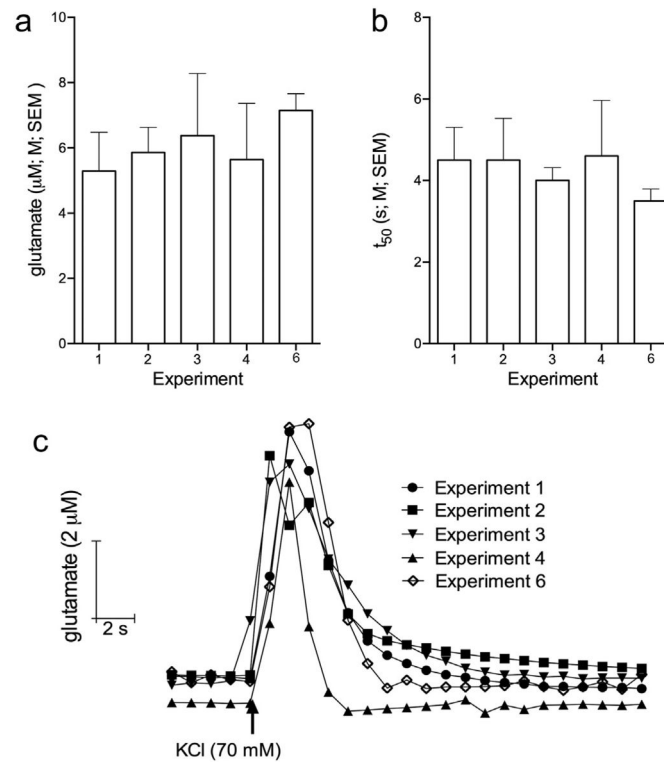 a
10
8
6
4
2
0
glutamate (μM; M; SEM )
1 2 3 4 6
Experiment
b
8
6
4
2
0
t50 (s; M; SEM)
1 2 3 4 6
Experiment
c
Experiment 1
Experiment 2
Experiment 3
Experiment 4
Experiment 6
glutamate (2 μM)
2 s
KCl (70 mM)